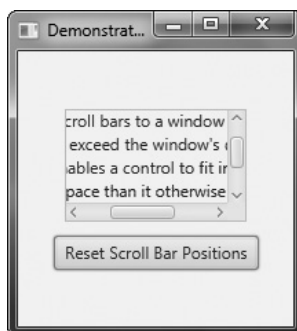 Demonstrat...
croll bars to a window
exceed the window's
ables a control to fit
pace than it otherwise
Reset Scroll Bar Positions